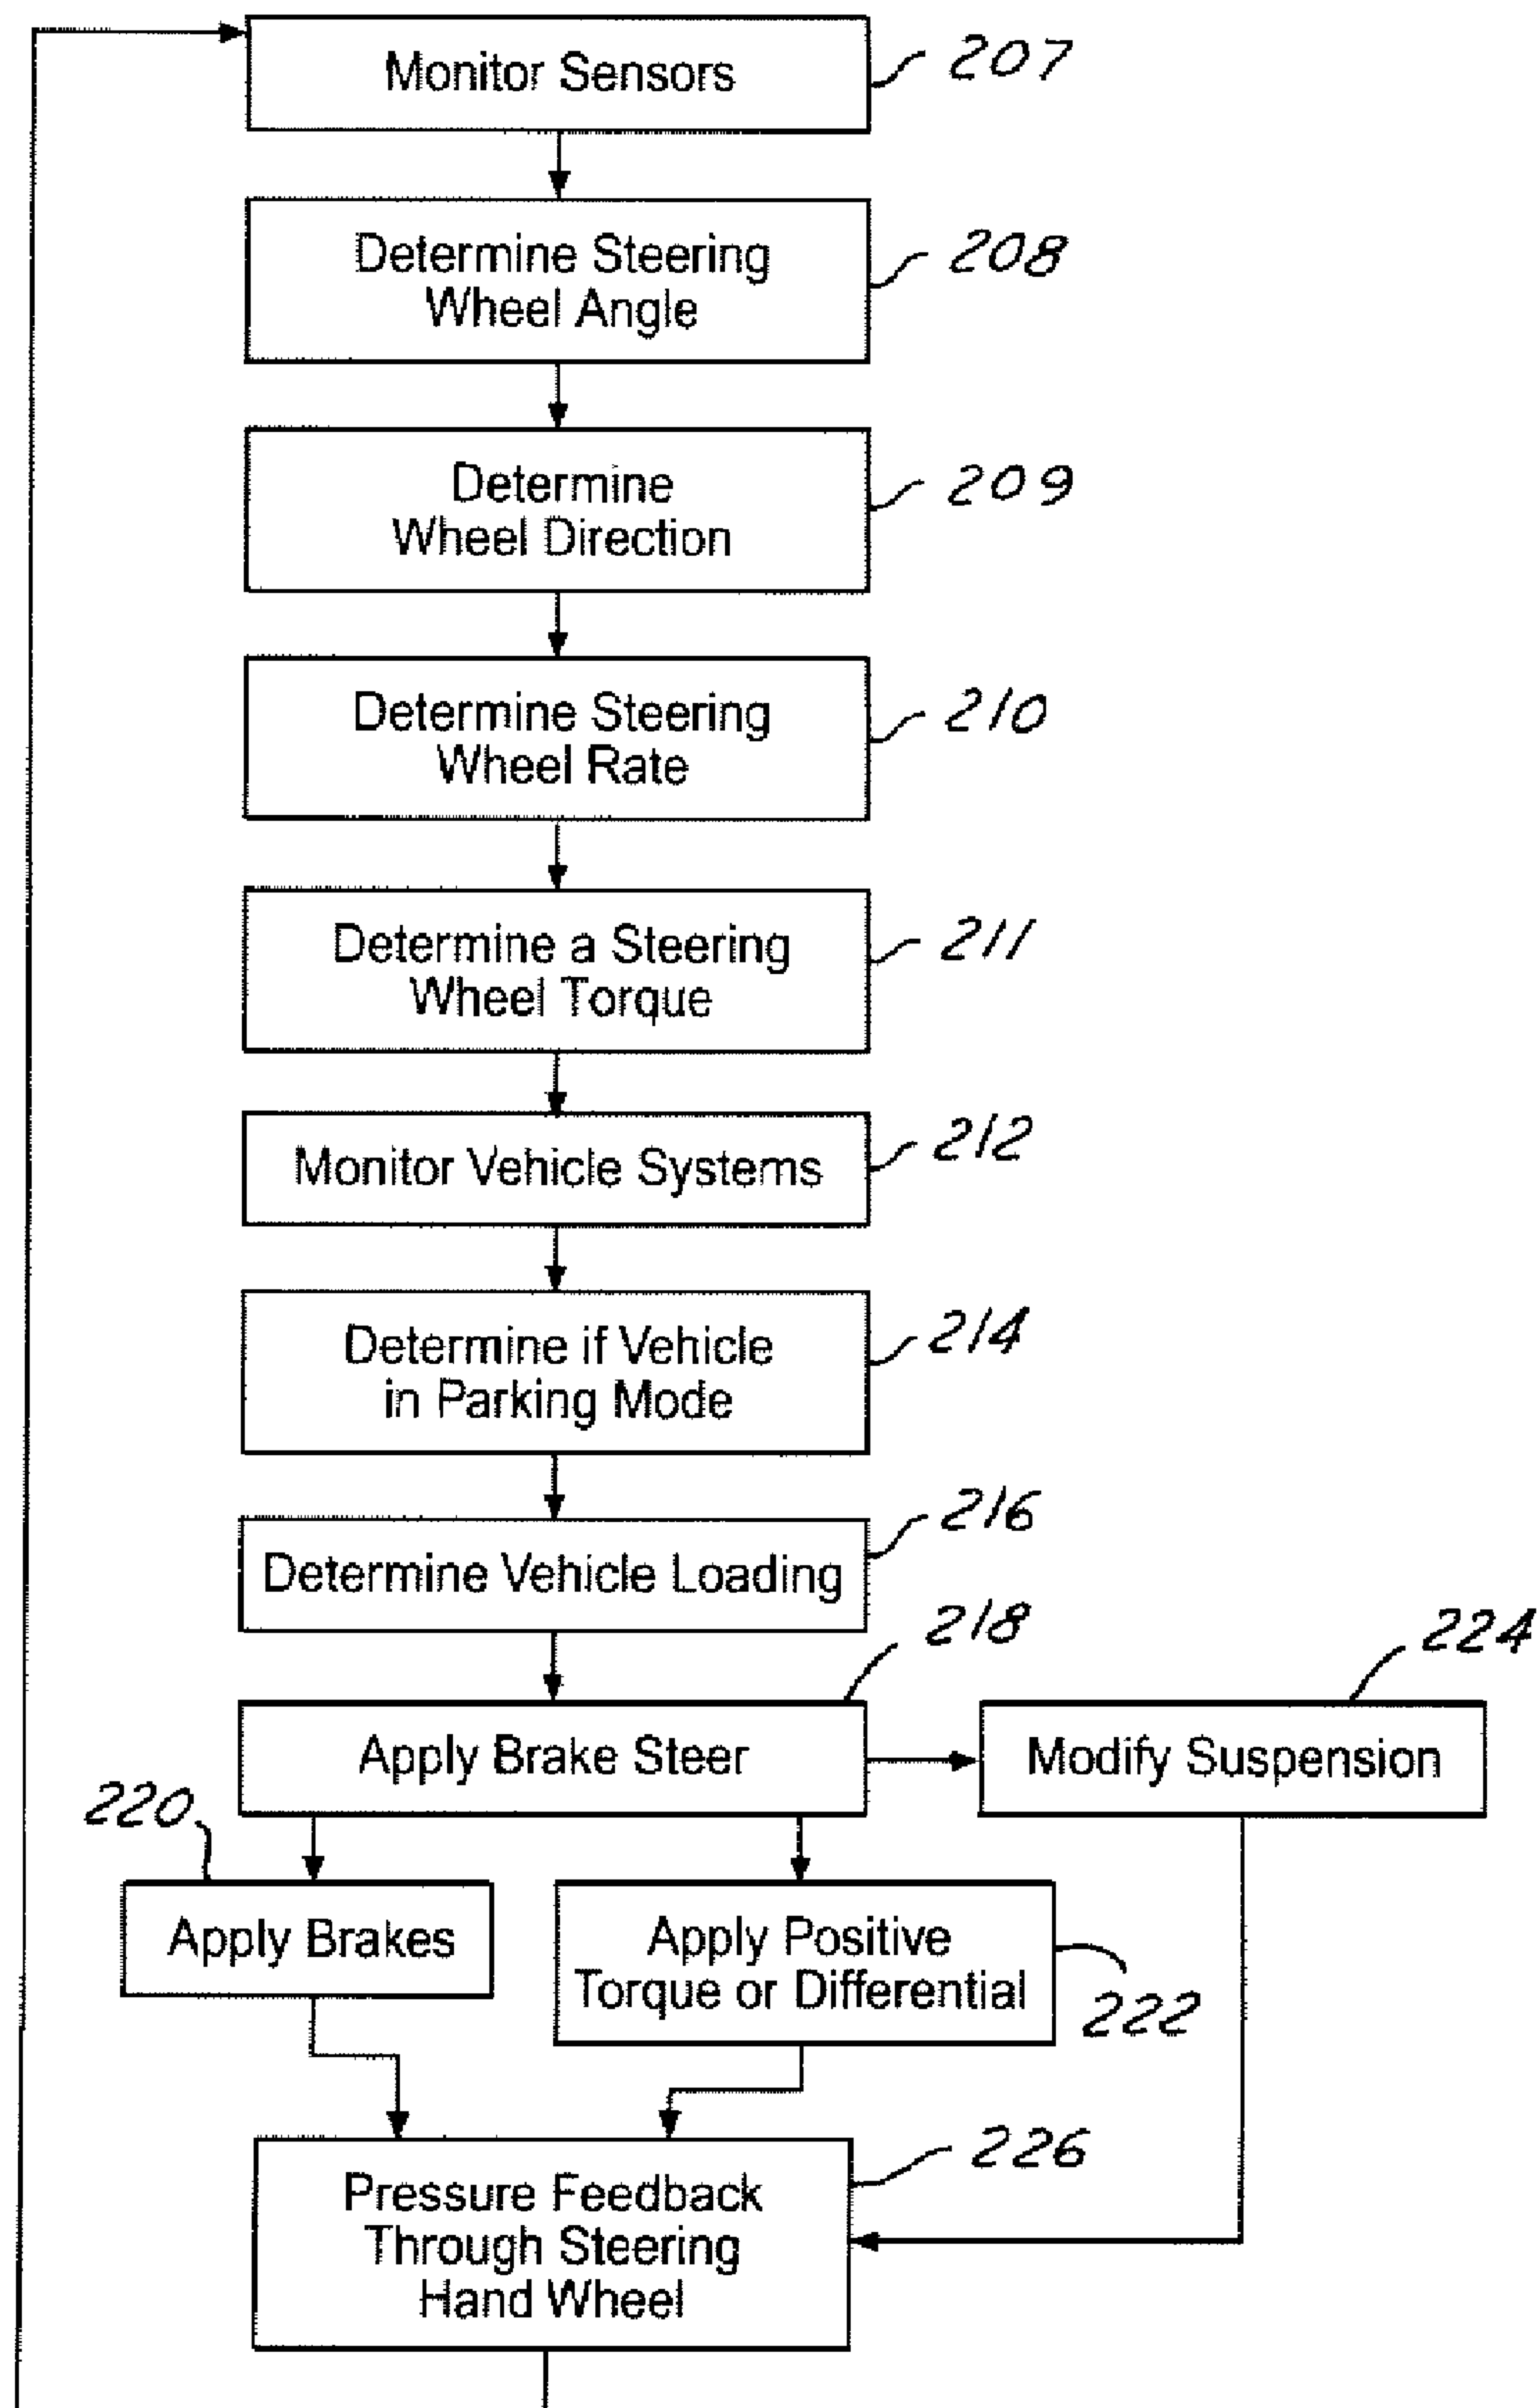 Monitor Sensors
207
Determine Steering
Wheel Angle
208
Determine
Wheel Direction
209
Determine Steering
Wheel Rate
210
Determine a Steering
Wheel Torque
211
Monitor Vehicle Systems
212
Determine if Vehicle
in Parking Mode
214
Determine Vehicle Loading
216
218
224
Apply Brake Steer
Modify Suspension
220
Apply Brakes
Apply Positive
Torque or Differential
222
226
Pressure Feedback
Through Steering
Hand Wheel